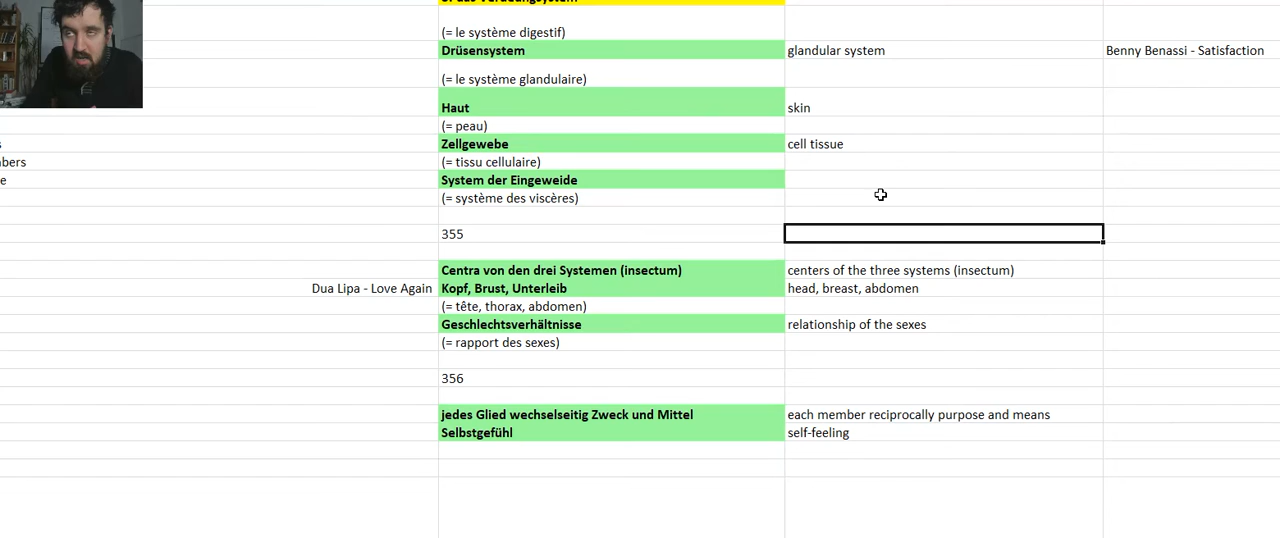 (= le système digestif)
Drüsensystem glandular system Benny Benassi - Satisfaction
(= le système glandulaire)
Haut skin
(= peau)
Zellgewebe cell tissue
(= tissu cellulaire)
System der Eingeweide
(= système des viscères)
355
Centra von den drei Systemen (insectum) centers of the three systems (insectum)
Dua Lipa - Love Again Kopf, Brust, Unterleib head, breast, abdomen
(= tête, thorax, abdomen)
Geschlechtsverhältnisse relationship of the sexes
(= rapport des sexes)
356
jedes Glied wechselseitig Zweck und Mittel each member reciprocally purpose and means
Selbstgefühl self-feeling